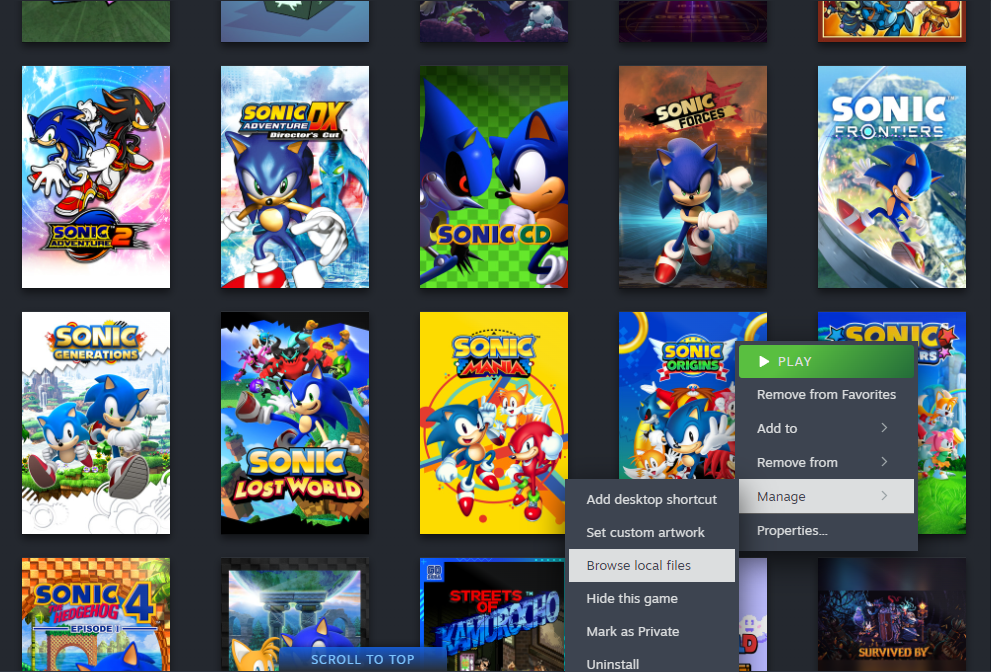 SONIC
ADVENTURE 2
SONIC
ADVENTURE DX
Director's Cut
SONIC CD
SONIC
FORCES
SONIC
FRONTIERS
SONIC
GENERATIONS
SONIC
LOST WORLD
SONIC
MANIA
SONIC
ORIGINS
SONIC
RS
PLAY
Remove from Favorites
Add to
Remove from
Manage
Properties...
Add desktop shortcut
Set custom artwork
Browse local files
Hide this game
Mark as Private
Uninstall
SONIC
THE HEDGEHOG 4
EPISODE I
STREETS
OF
KAMUROCHO
SURVIVED BY
SCROLL TO TOP